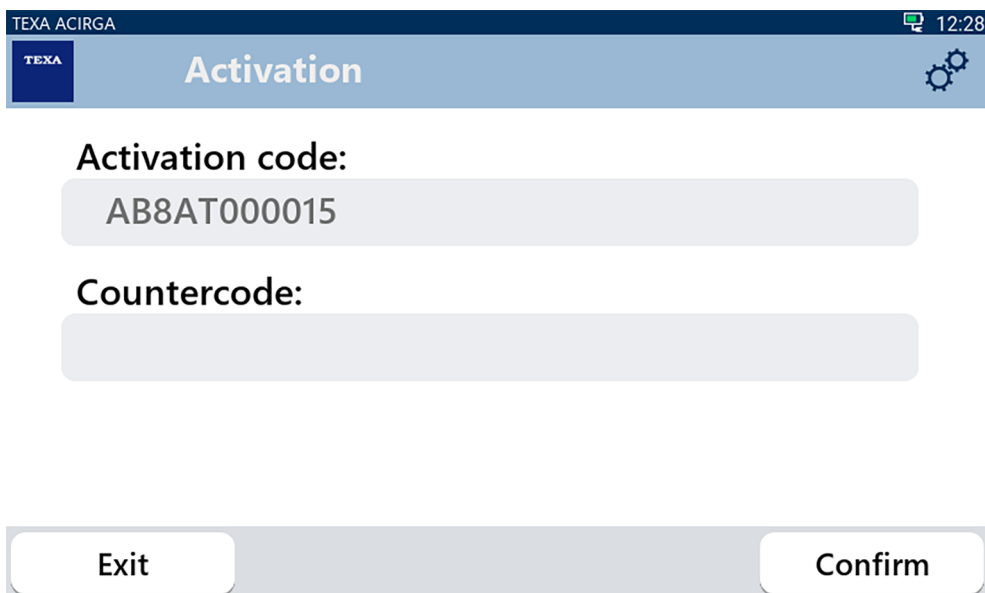 TEXA ACIRGA
12:28
TEXA
Activation
Activation code:
AB8AT000015
Countercode:
Exit
Confirm